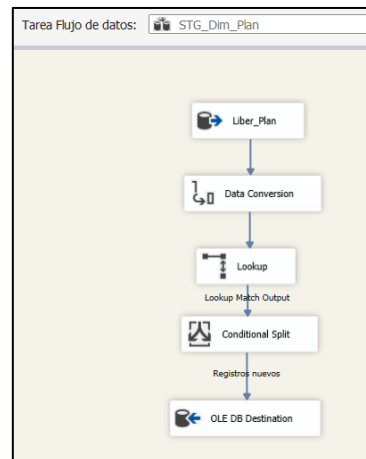 Tarea Flujo de datos: STG_Dim_Plan
Liber_Plan
Data Conversion
Lookup
Lookup Match Output
Conditional Split
Registros nuevos
OLE DB Destination